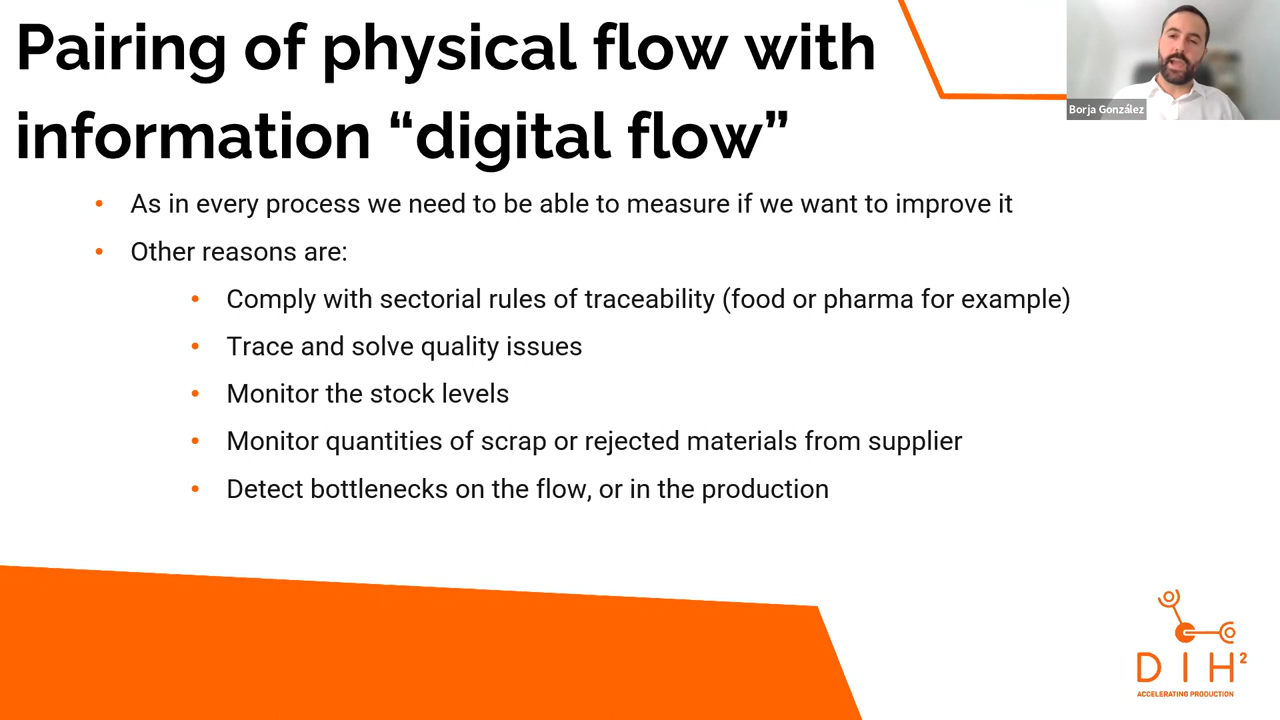 Pairing of physical flow with
information “digital flow”
Borja González
• As in every process we need to be able to measure if we want to improve it
• Other reasons are:
• Comply with sectorial rules of traceability (food or pharma for example)
• Trace and solve quality issues
• Monitor the stock levels
• Monitor quantities of scrap or rejected materials from supplier
• Detect bottlenecks on the flow, or in the production
DIH²
ACCELERATING PRODUCTION